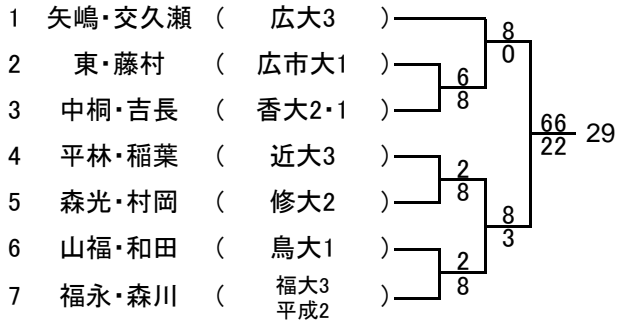 1 矢嶋・交久瀬 ( 広大3 )
8
0
2 東・藤村 ( 広市大1 )
6
8
3 中桐・吉長 ( 香大2・1 )
66
22
29
4 平林・稲葉 ( 近大3 )
2
8
5 森光・村岡 ( 修大2 )
8
3
6 山福・和田 ( 鳥大1 )
2
8
7 福永・森川 ( 福大3 )
平成2